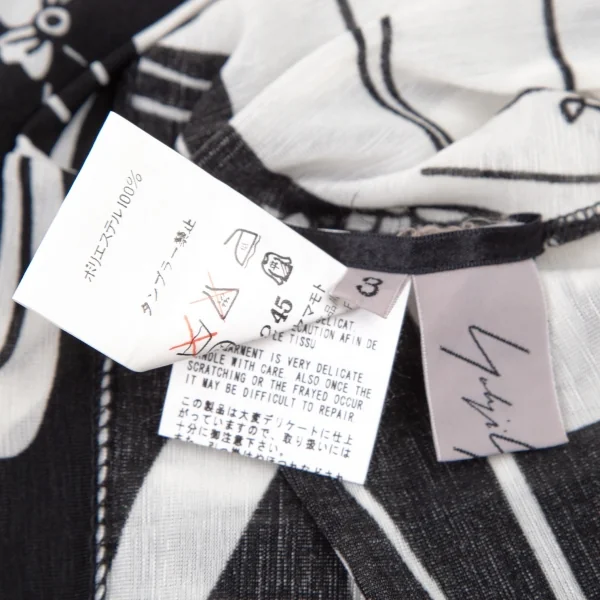 ポリエステル100%
タンブラー禁止
245
マモト
3
DELICAT
CAUTION AFIN DE
LE TISSU
GARMENT IS VERY DELICATE
HANDLE WITH CARE. ALSO ONCE THE
SCRATCHING OR THE FRAYED OCCUR
IT MAY BE DIFFICULT TO REPAIR
この製品は大変デリケートに仕上
がっていますので、取り扱いには
十分に御注意下さい。